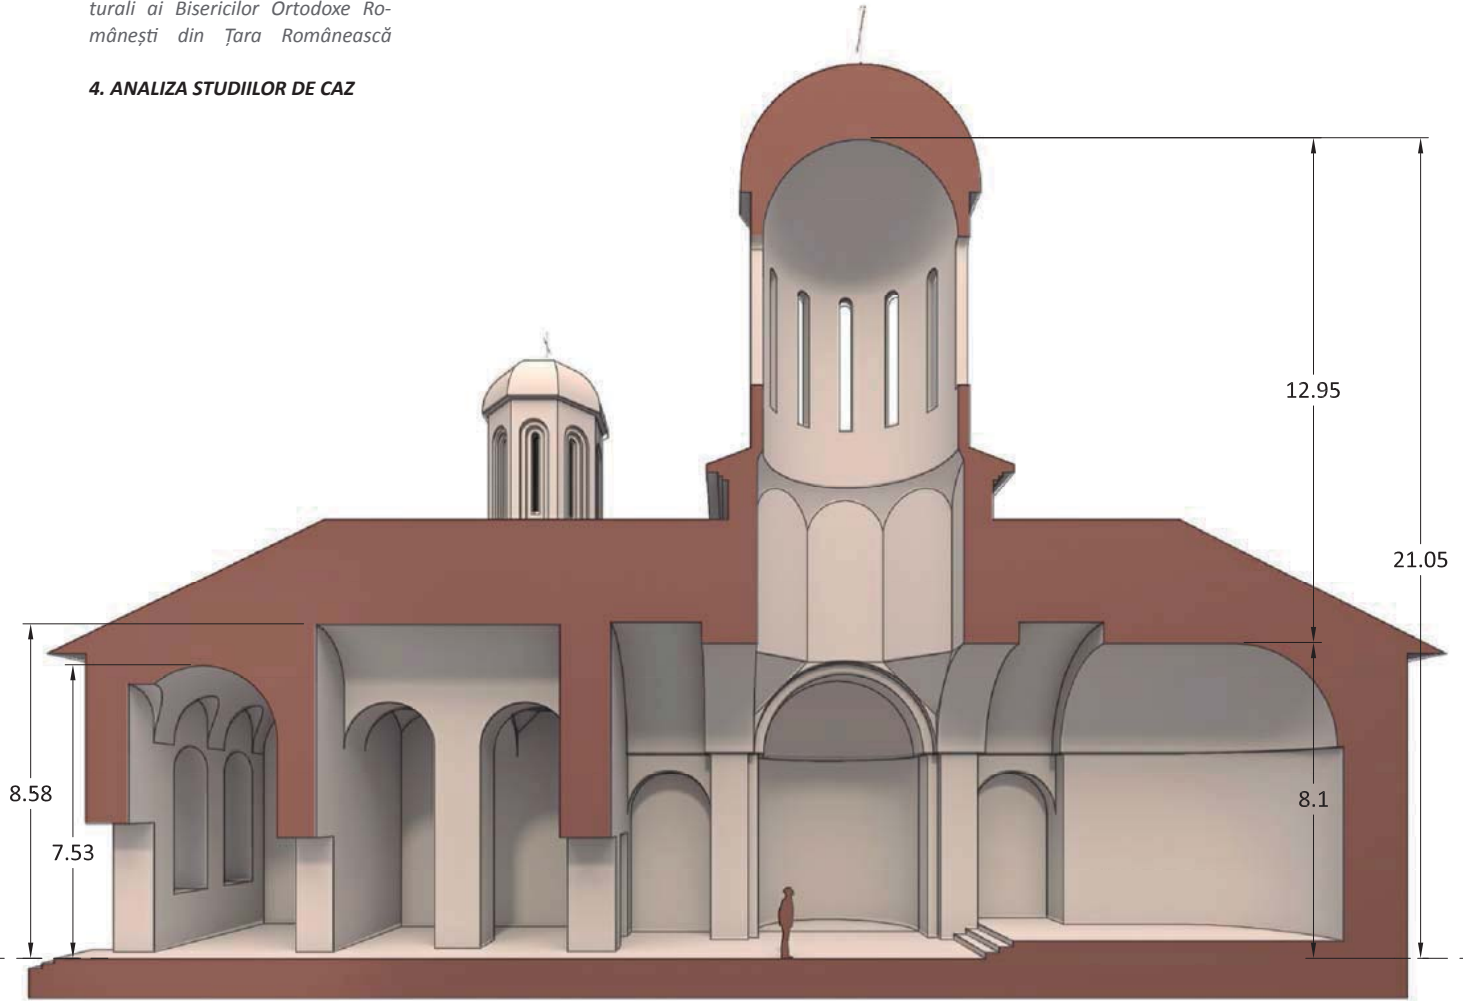 turali ai Bisericilor Ortodoxe Ro-
mânești din Țara Românească
4. ANALIZA STUDIILOR DE CAZ
12.95
21.05
8.58
8.1
7.53